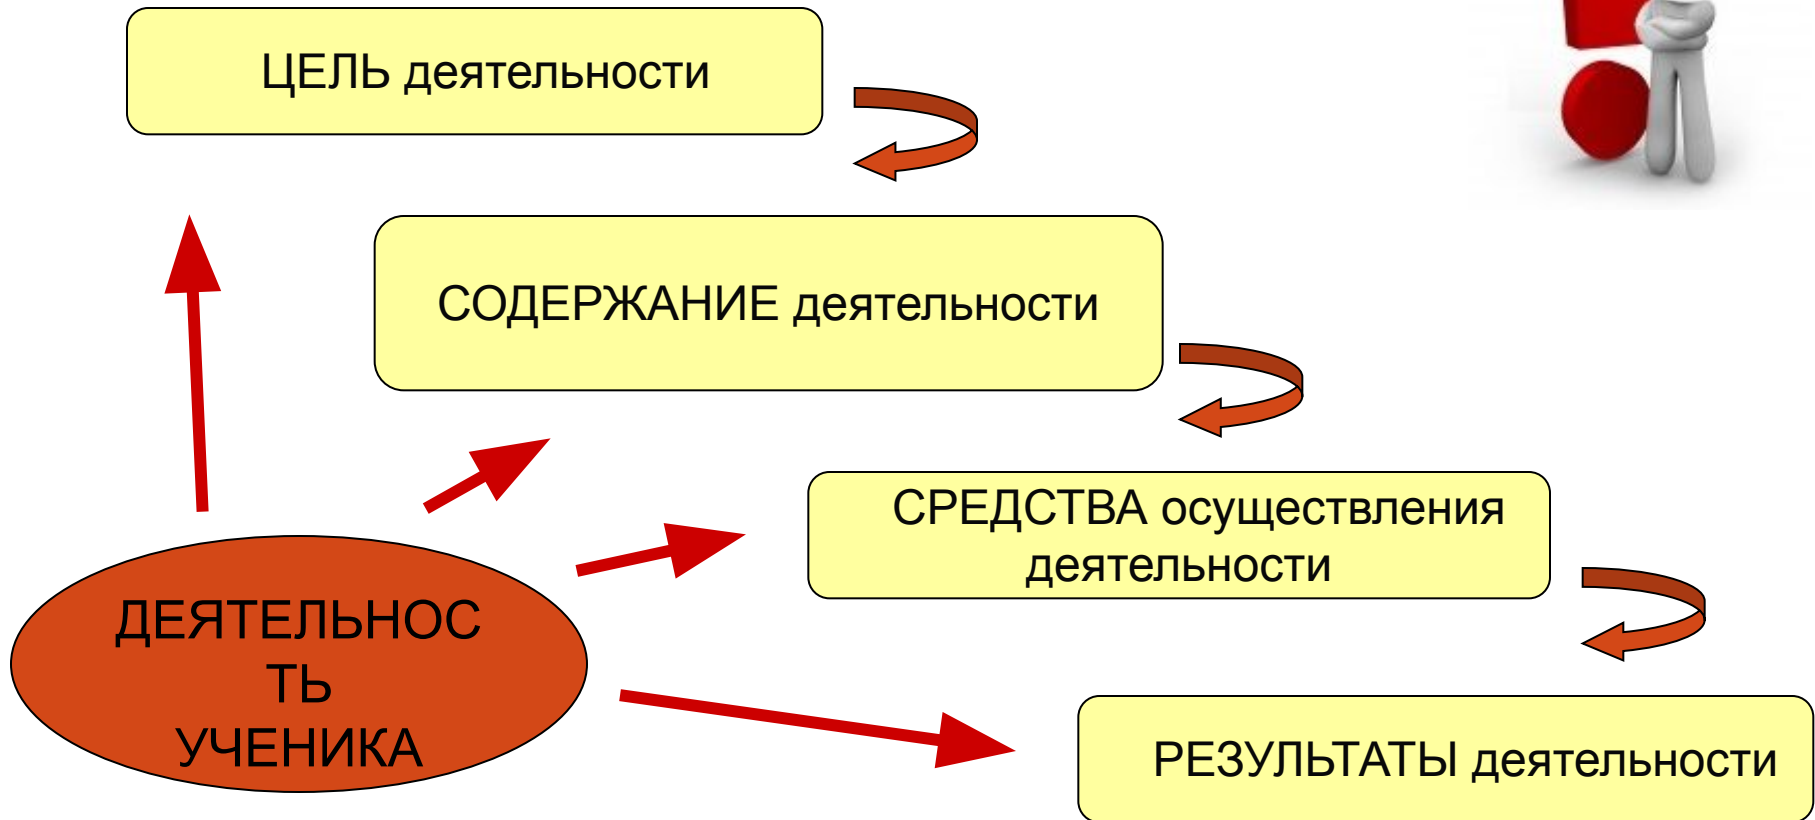 ЦЕЛЬ деятельности
СОДЕРЖАНИЕ деятельности
СРЕДСТВА осуществления
деятельности
ДЕЯТЕЛЬНОС
ТЬ
УЧЕНИКА
РЕЗУЛЬТАТЫ деятельности